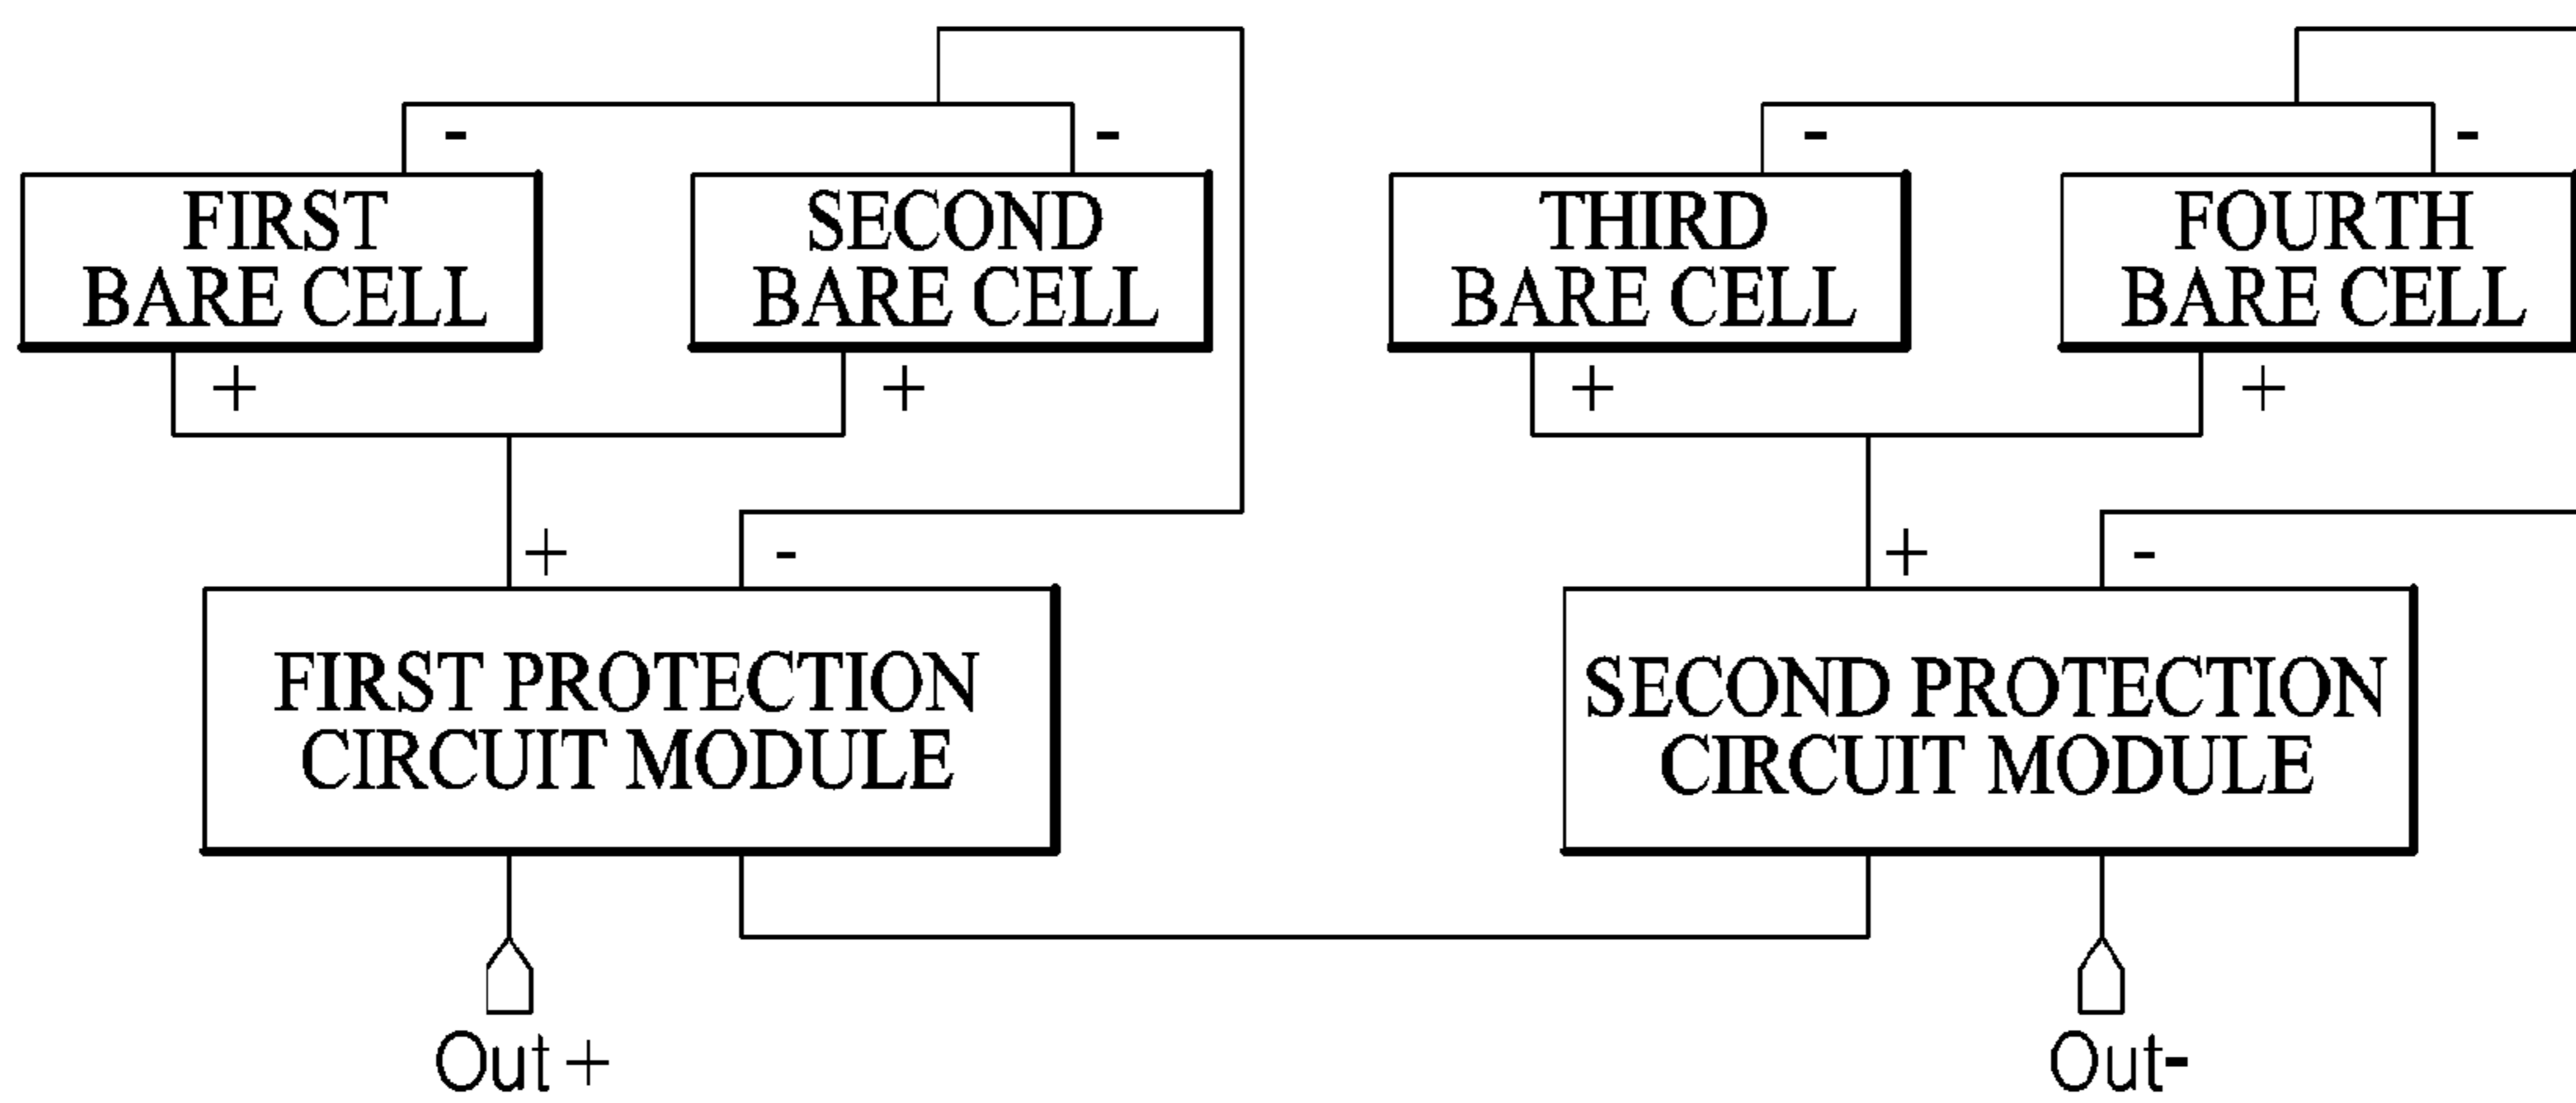 - - - -
FIRST
BARE CELL
SECOND
BARE CELL
THIRD
BARE CELL
FOURTH
BARE CELL
+ + + +
+ - + -
FIRST PROTECTION
CIRCUIT MODULE
SECOND PROTECTION
CIRCUIT MODULE
Out +
Out-